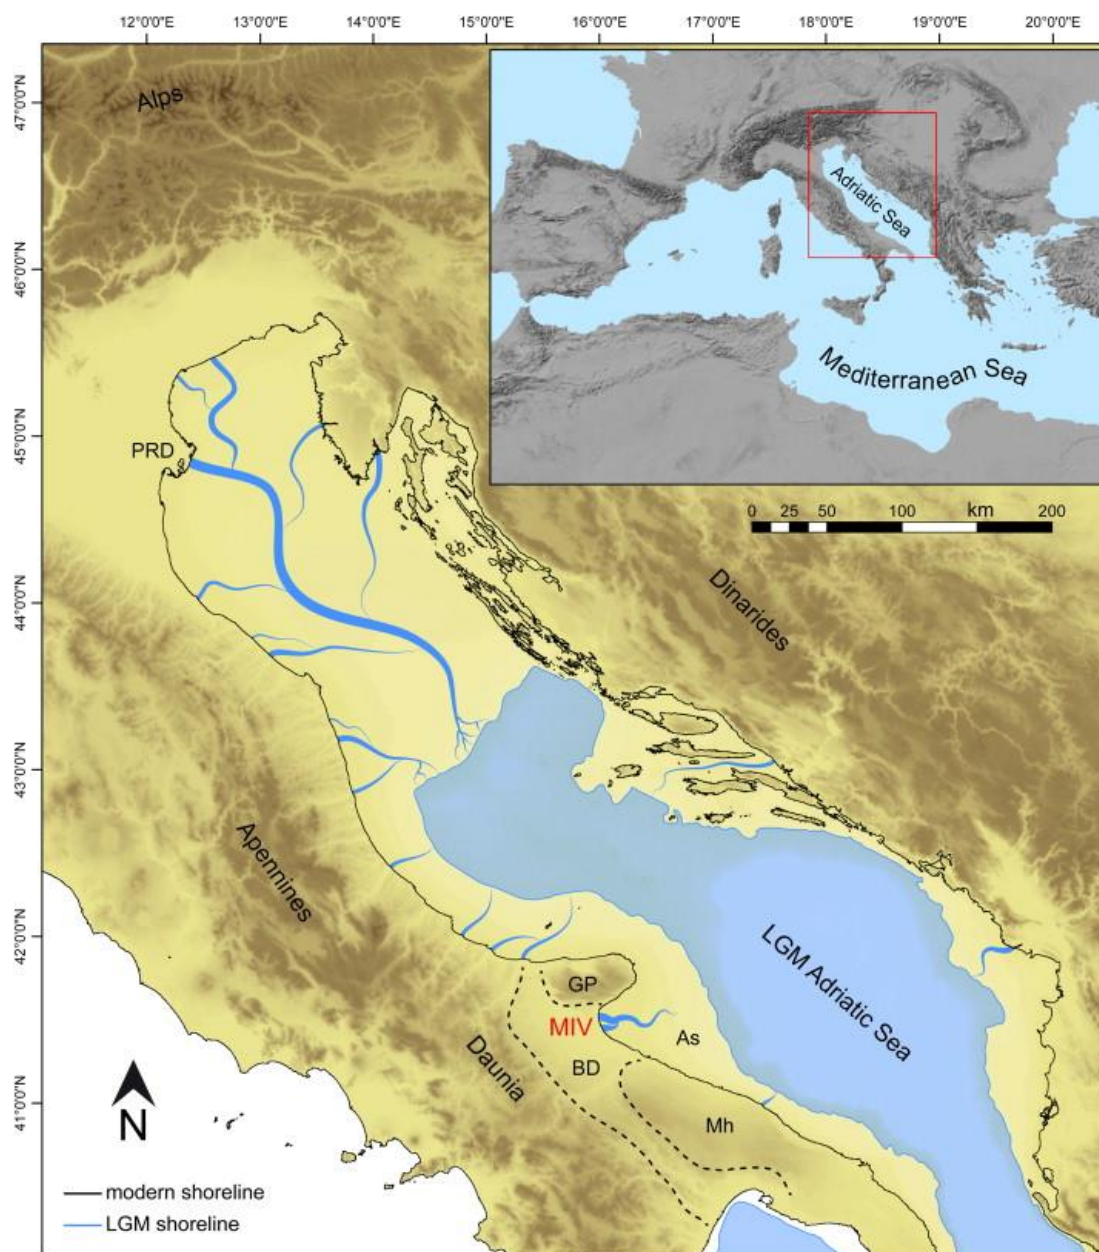 12°0'0"E 13°0'0"E 14°0'0"E 15°0'0"E 16°0'0"E 17°0'0"E 18°0'0"E 19°0'0"E 20°0'0"E
47°0'0"N
46°0'0"N
45°0'0"N
44°0'0"N
43°0'0"N
42°0'0"N
41°0'0"N
Alps
Adriatic Sea
Mediterranean Sea
PRD
0 25 50 100 km 200
Dinarides
Apennines
LGM Adriatic Sea
GP
MIV
As
BD
Daunia
Mh
N
modern shoreline
LGM shoreline